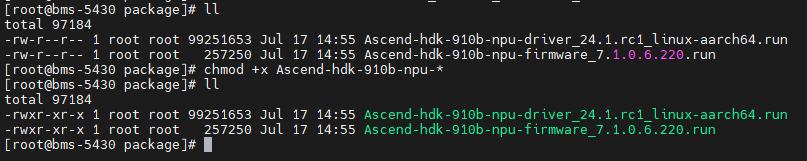 [root@bms-5430 package]# ll
total 97184
-rw-r--r-- 1 root root 99251653 Jul 17 14:55 Ascend-hdk-910b-npu-driver_24.1.rc1_linux-aarch64.run
-rw-r--r-- 1 root root   257250 Jul 17 14:55 Ascend-hdk-910b-npu-firmware_7.1.0.6.220.run
[root@bms-5430 package]# chmod +x Ascend-hdk-910b-npu-*
[root@bms-5430 package]# ll
total 97184
-rwxr-xr-x 1 root root 99251653 Jul 17 14:55 Ascend-hdk-910b-npu-driver_24.1.rc1_linux-aarch64.run
-rwxr-xr-x 1 root root   257250 Jul 17 14:55 Ascend-hdk-910b-npu-firmware_7.1.0.6.220.run
[root@bms-5430 package]#